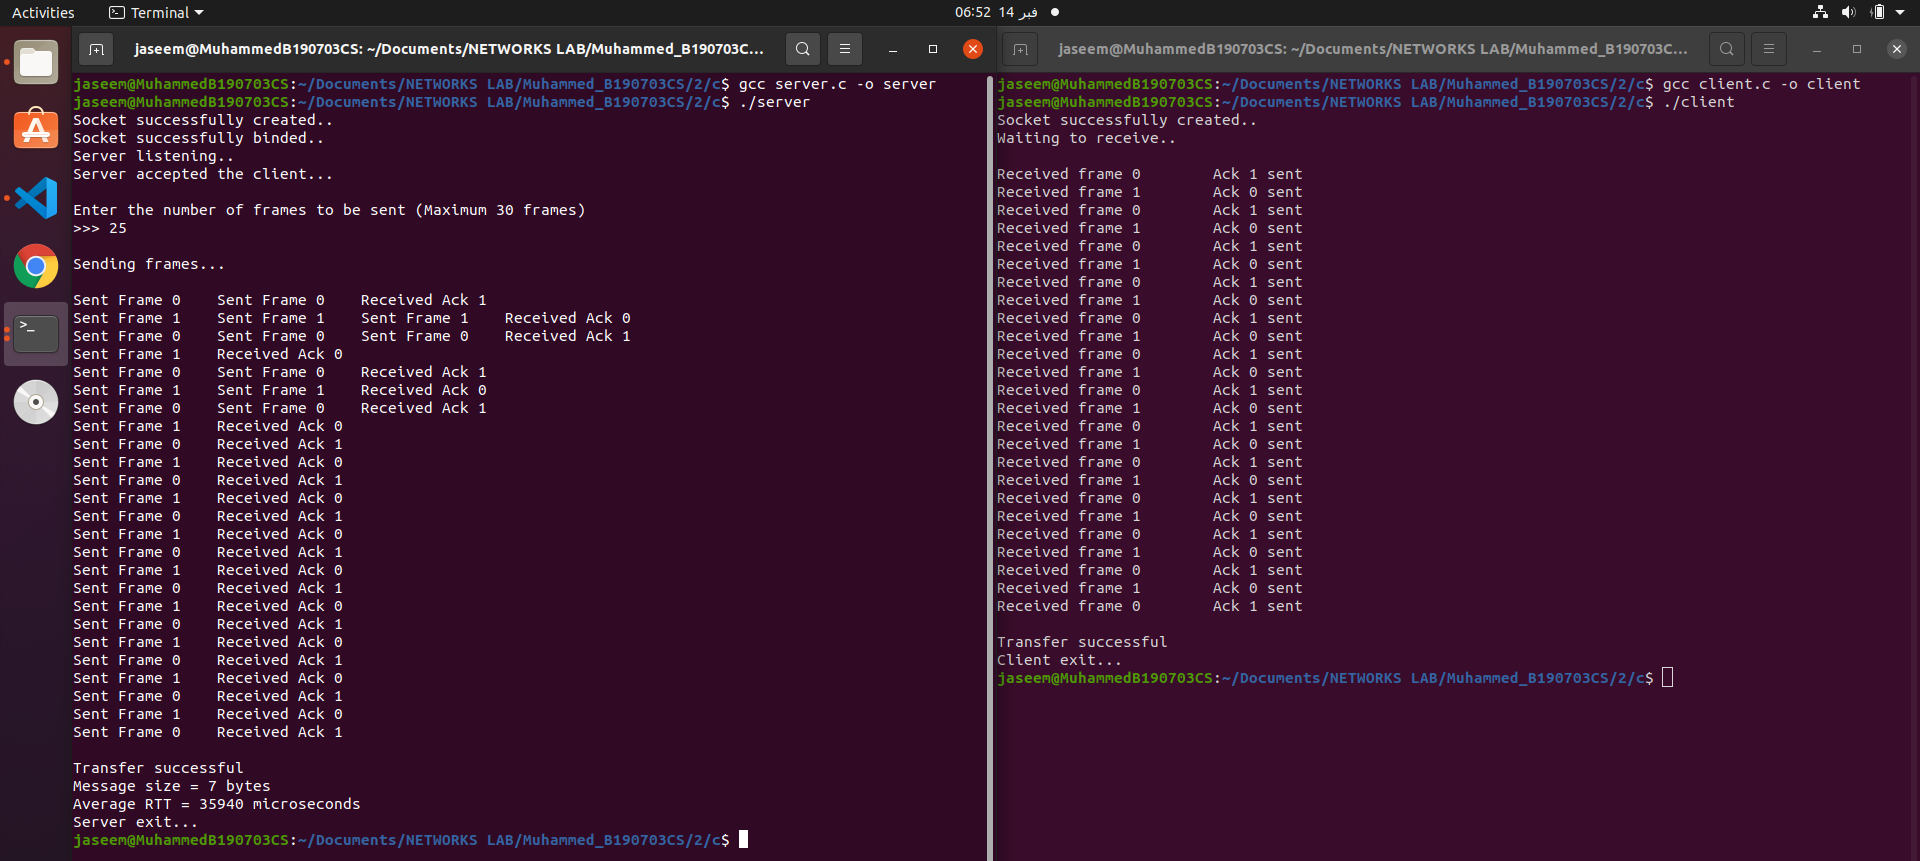 Activities
Terminal
06:52 14 فبر
jaseem@MuhammedB190703CS: ~/Documents/NETWORKS LAB/Muhammed_B190703C...
jaseem@MuhammedB190703CS:~/Documents/NETWORKS LAB/Muhammed_B190703CS/2/c$ gcc server.c -o server
jaseem@MuhammedB190703CS:~/Documents/NETWORKS LAB/Muhammed_B190703CS/2/c$ ./server
Socket successfully created..
Socket successfully binded..
Server listening..
Server accepted the client...
Enter the number of frames to be sent (Maximum 30 frames)
>>> 25
Sending frames...
Sent Frame 0 Sent Frame 0 Received Ack 1
Sent Frame 1 Sent Frame 1 Sent Frame 1 Received Ack 0
Sent Frame 0 Sent Frame 0 Sent Frame 0 Received Ack 1
Sent Frame 1 Received Ack 0
Sent Frame 0 Sent Frame 0 Received Ack 1
Sent Frame 1 Sent Frame 1 Received Ack 0
Sent Frame 0 Sent Frame 0 Received Ack 1
Sent Frame 1 Received Ack 0
Sent Frame 0 Received Ack 1
Sent Frame 1 Received Ack 0
Sent Frame 0 Received Ack 1
Sent Frame 1 Received Ack 0
Sent Frame 0 Received Ack 1
Sent Frame 1 Received Ack 0
Sent Frame 0 Received Ack 1
Sent Frame 1 Received Ack 0
Sent Frame 0 Received Ack 1
Sent Frame 1 Received Ack 0
Sent Frame 0 Received Ack 1
Sent Frame 1 Received Ack 0
Sent Frame 0 Received Ack 1
Sent Frame 1 Received Ack 0
Sent Frame 0 Received Ack 1
Sent Frame 1 Received Ack 0
Sent Frame 0 Received Ack 1
Transfer successful
Message size = 7 bytes
Average RTT = 35940 microseconds
Server exit...
jaseem@MuhammedB190703CS:~/Documents/NETWORKS LAB/Muhammed_B190703CS/2/c$
jaseem@MuhammedB190703CS: ~/Documents/NETWORKS LAB/Muhammed_B190703C...
jaseem@MuhammedB190703CS:~/Documents/NETWORKS LAB/Muhammed_B190703CS/2/c$ gcc client.c -o client
jaseem@MuhammedB190703CS:~/Documents/NETWORKS LAB/Muhammed_B190703CS/2/c$ ./client
Socket successfully created..
Waiting to receive..
Received frame 0 Ack 1 sent
Received frame 1 Ack 0 sent
Received frame 0 Ack 1 sent
Received frame 1 Ack 0 sent
Received frame 0 Ack 1 sent
Received frame 1 Ack 0 sent
Received frame 0 Ack 1 sent
Received frame 1 Ack 0 sent
Received frame 0 Ack 1 sent
Received frame 1 Ack 0 sent
Received frame 0 Ack 1 sent
Received frame 1 Ack 0 sent
Received frame 0 Ack 1 sent
Received frame 1 Ack 0 sent
Received frame 0 Ack 1 sent
Received frame 1 Ack 0 sent
Received frame 0 Ack 1 sent
Received frame 1 Ack 0 sent
Received frame 0 Ack 1 sent
Received frame 1 Ack 0 sent
Received frame 0 Ack 1 sent
Received frame 1 Ack 0 sent
Received frame 0 Ack 1 sent
Received frame 1 Ack 0 sent
Received frame 0 Ack 1 sent
Transfer successful
Client exit...
jaseem@MuhammedB190703CS:~/Documents/NETWORKS LAB/Muhammed_B190703CS/2/c$